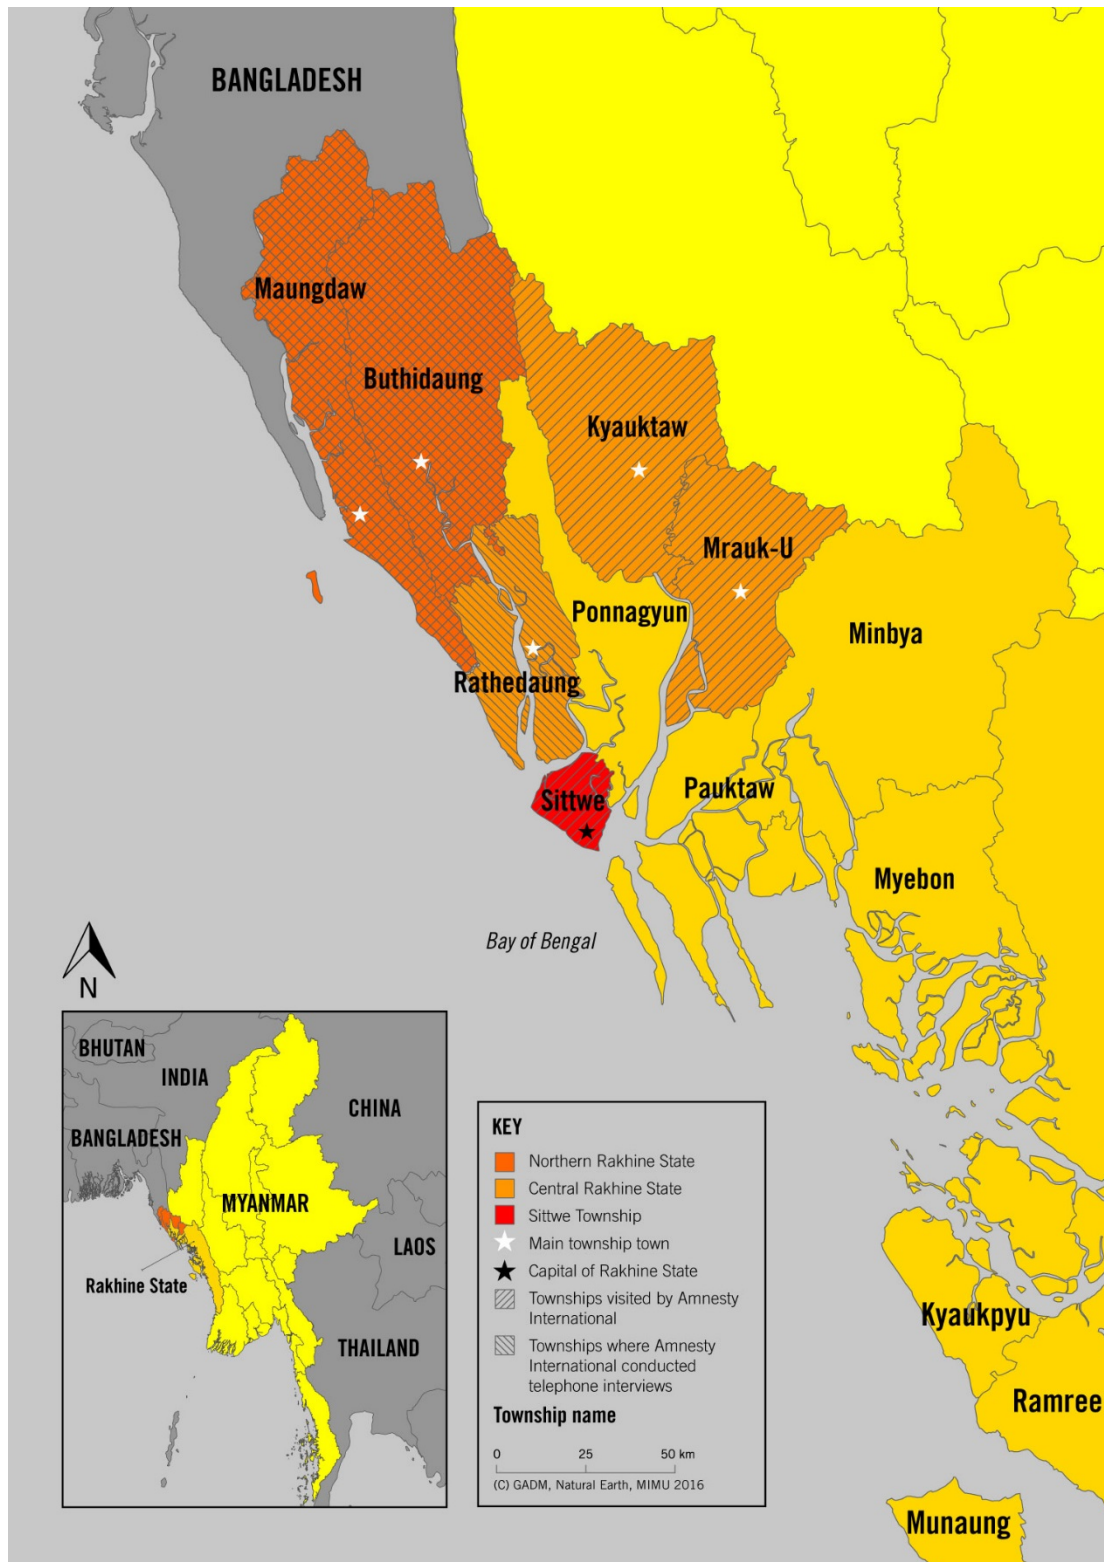 BANGLADESH
Maungdaw
Buthidaung
Kyauktaw
Mrauk-U
Ponnagyun
Minbya
Rathedaung
Sittwe
Pauktaw
Myebon
Bay of Bengal
N
BHUTAN
INDIA
CHINA
BANGLADESH
MYANMAR
LAOS
Rakhine State
THAILAND
KEY
Northern Rakhine State
Central Rakhine State
Sittwe Township
Main township town
Capital of Rakhine State
Townships visited by Amnesty
International
Townships where Amnesty
International conducted
telephone interviews
Township name
0 25 50 km
(C) GADM, Natural Earth, MIMU 2016
Kyaukpyu
Ramree
Munaung